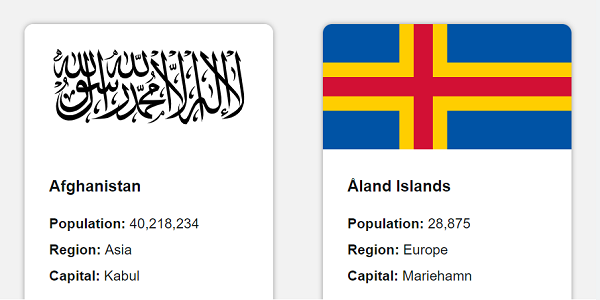 لا إله إلا الله محمد رسول الله
Afghanistan
Population: 40,218,234
Region: Asia
Capital: Kabul
Åland Islands
Population: 28,875
Region: Europe
Capital: Mariehamn